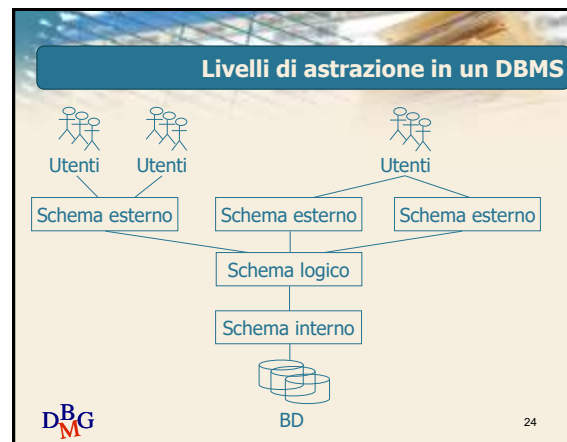 Livelli di astrazione in un DBMS
Utenti Utenti Utenti
Schema esterno Schema esterno Schema esterno
Schema logico
Schema interno
BD
DBMG 24